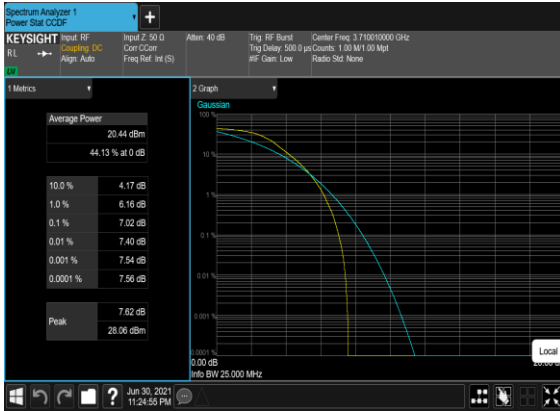 Spectrum Analyzer 1
Power Stat CCDF
+
KEYSIGHT
RL
Input: RF
Coupling: DC
Align: Auto
Input Z: 50 Ω
Corr CCorr
Freq Ref: Int (S)
Atten: 40 dB
Trig: RF Burst
Trig Delay: 500.0 µs
#IF Gain: Low
Center Freq: 3.710010000 GHz
Counts: 1.00 M/1.00 Mpt
Radio Std: None
1 Metrics
Average Power
20.44 dBm
44.13 % at 0 dB
10.0 % 4.17 dB
1.0 % 6.16 dB
0.1 % 7.02 dB
0.01 % 7.40 dB
0.001 % 7.54 dB
0.0001 % 7.56 dB
Peak
7.62 dB
28.06 dBm
2 Graph
Gaussian
100 %
10 %
1 %
0.1 %
0.01 %
0.001 %
0.0001 %
0.00 dB
Info BW 25.000 MHz
Local
?
Jun 30, 2021
11:24:55 PM